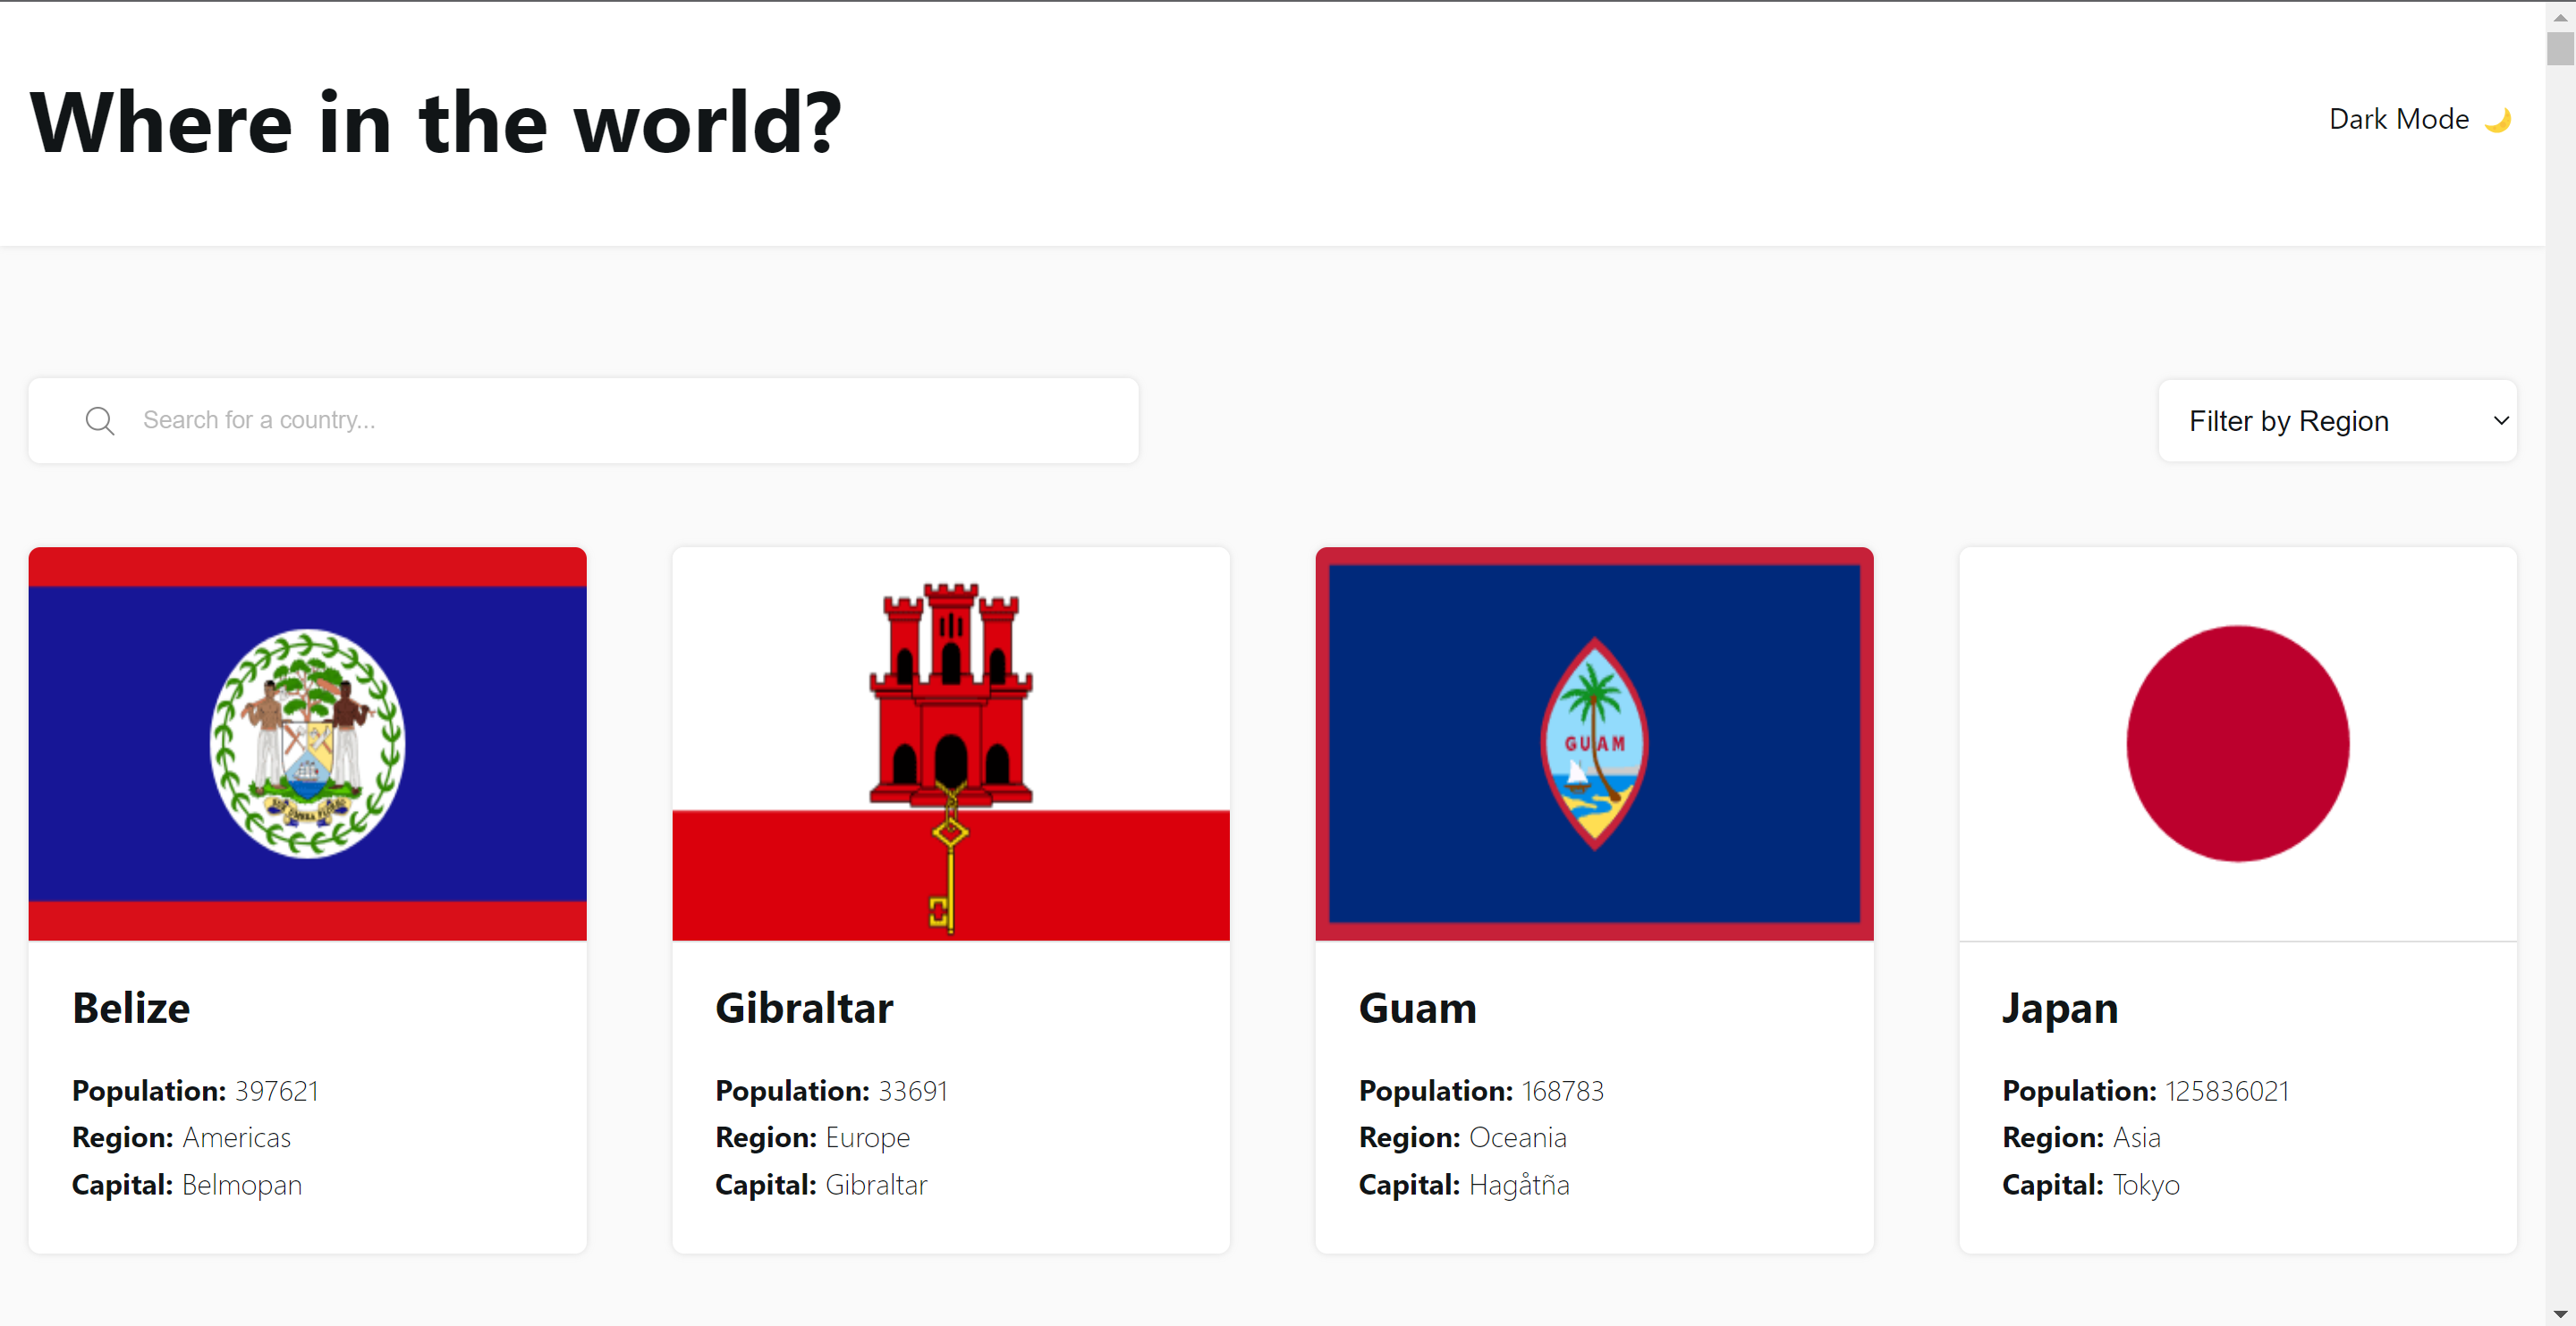 Where in the world?
Dark Mode 🌙
Search for a country...
Filter by Region
GUAM
Belize
Population: 397621
Region: Americas
Capital: Belmopan
Gibraltar
Population: 33691
Region: Europe
Capital: Gibraltar
Guam
Population: 168783
Region: Oceania
Capital: Hagåtña
Japan
Population: 125836021
Region: Asia
Capital: Tokyo